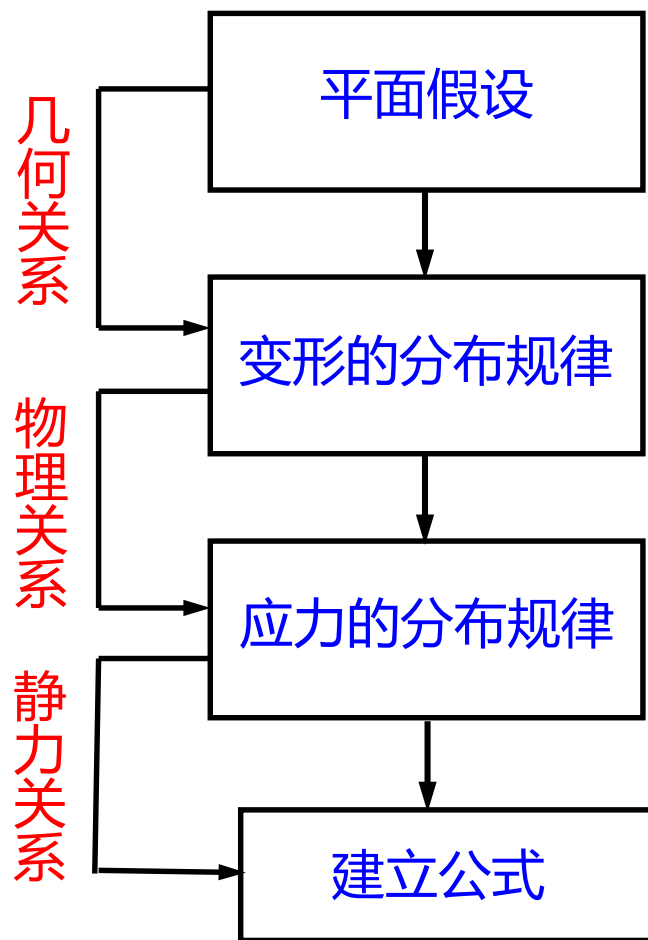 平面假设
几何关系
变形的分布规律
物理关系
应力的分布规律
静力关系
建立公式